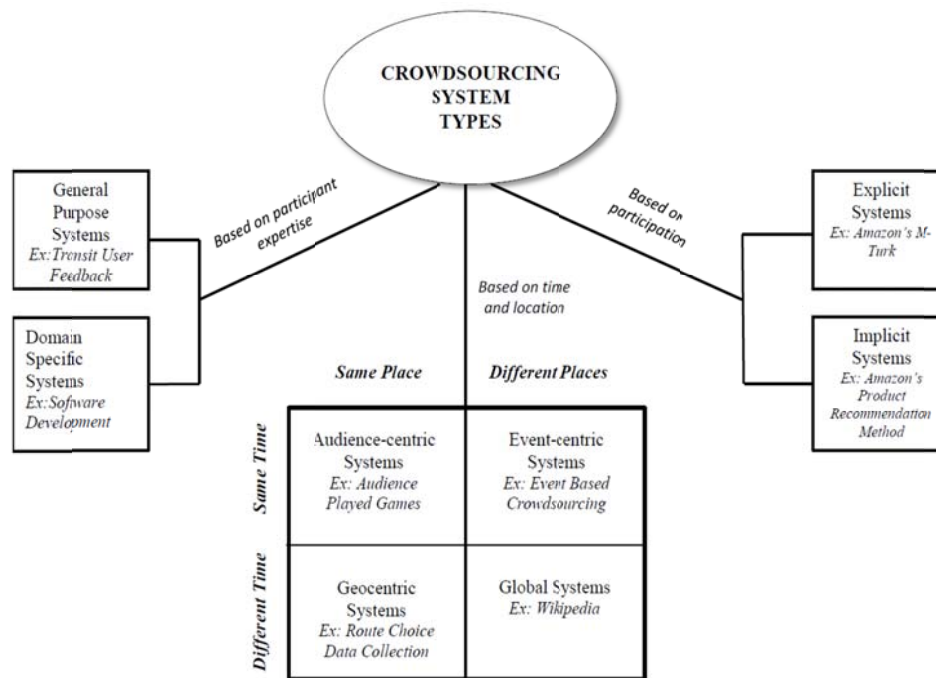 CROWDSOURCING
SYSTEM
TYPES
Based on participant
expertise
Based on
participation
Based on time
and location
General
Purpose
Systems
Ex:Transit User
Feedback
Domain
Specific
Systems
Ex:Software
Development
Explicit
Systems
Ex: Amazon's M-
Turk
Implicit
Systems
Ex: Amazon's
Product
Recommendation
Method
Same Place
Different Places
Same Time
Audience-centric
Systems
Ex: Audience
Played Games
Event-centric
Systems
Ex: Event Based
Crowdsourcing
Different Time
Geocentric
Systems
Ex: Route Choice
Data Collection
Global Systems
Ex: Wikipedia